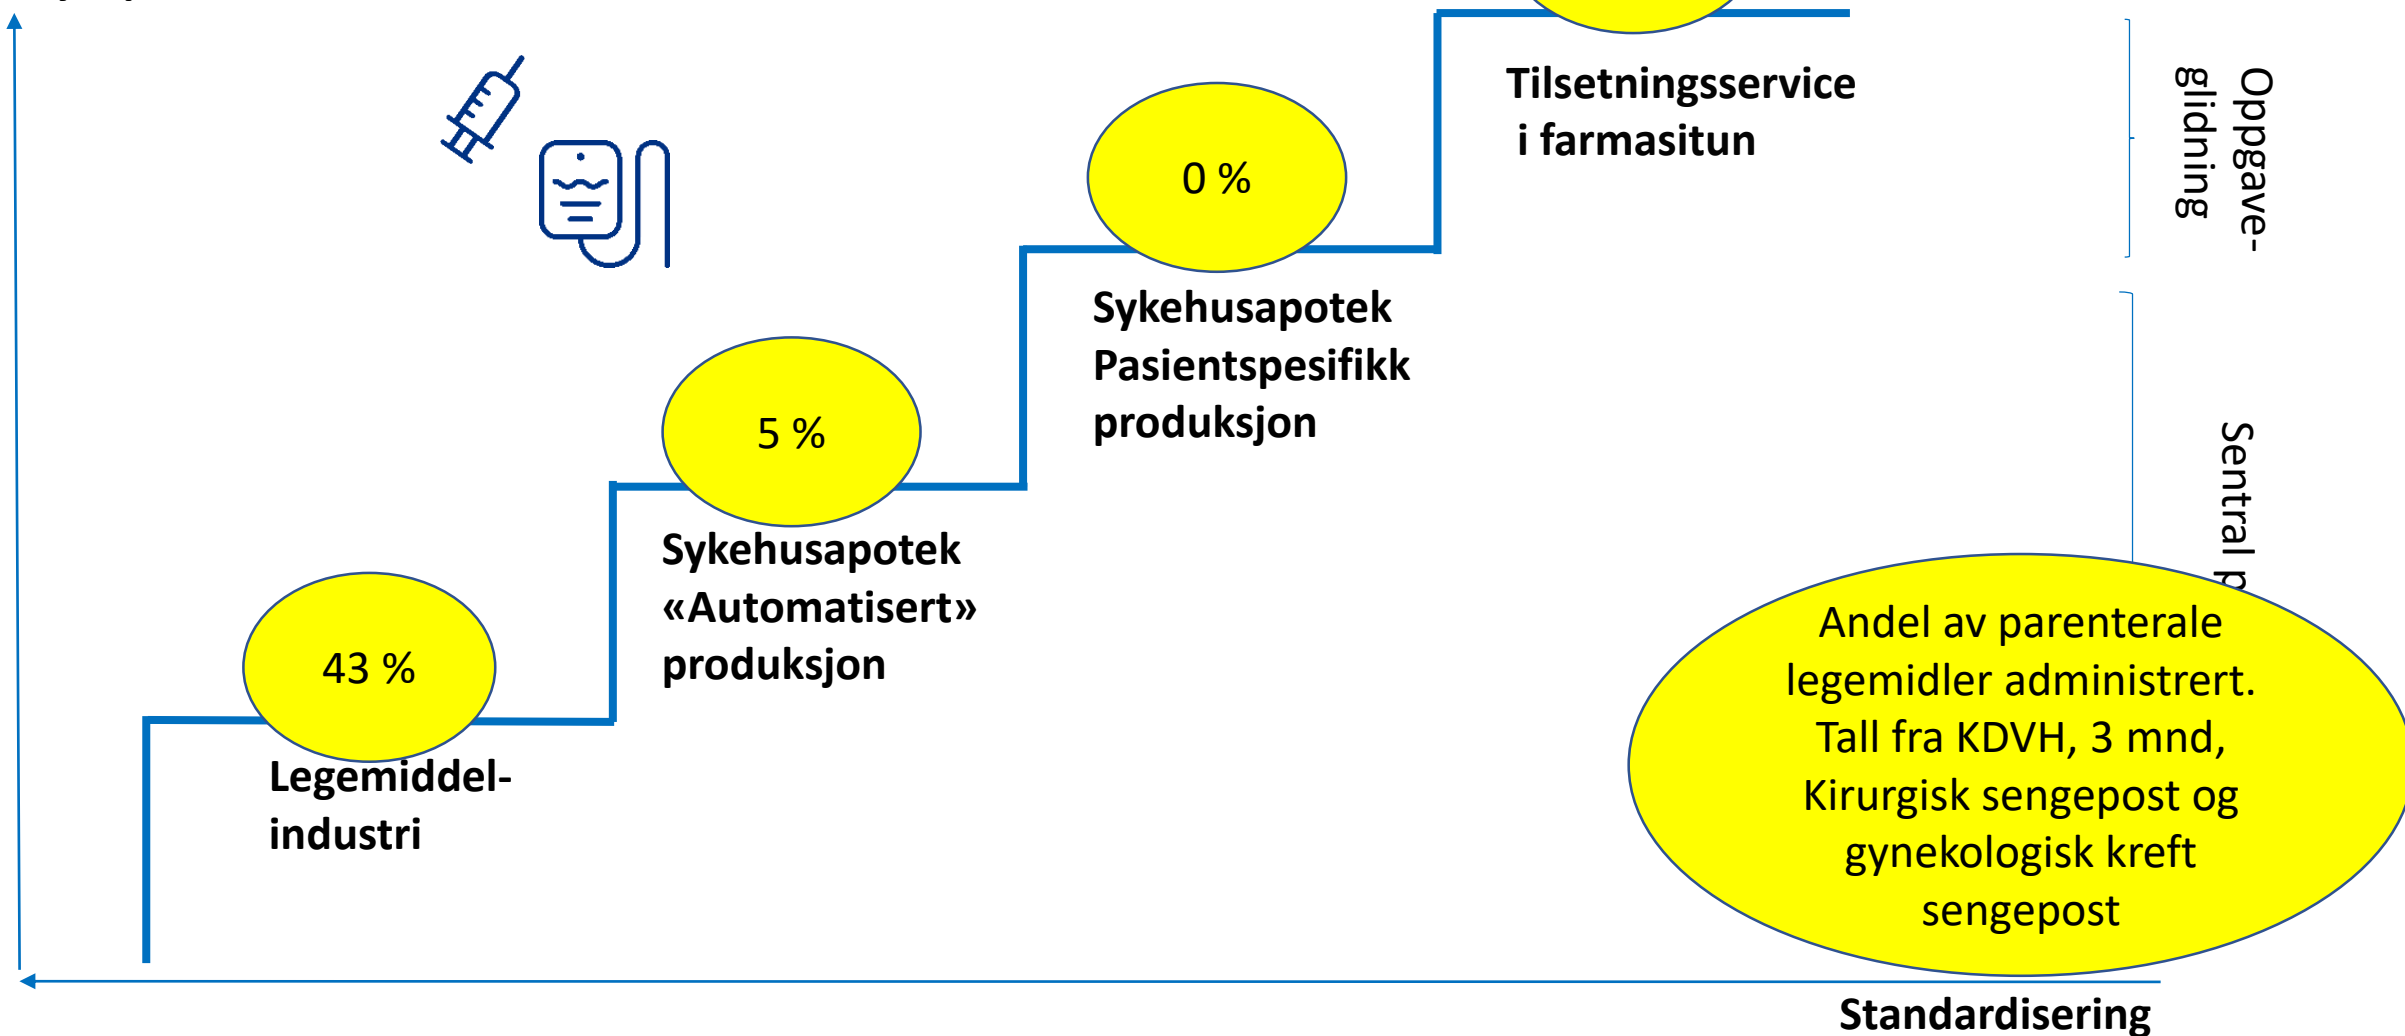 Tilsetningsservice
i farmasitun
Oppgave-
glidning
0 %
Sykehusapotek
Pasientspesifikk
produksjon
5 %
Sykehusapotek
«Automatisert»
produksjon
Sentral
43 %
Legemiddel-
industri
Andel av parenterale
legemidler administrert.
Tall fra KDVH, 3 mnd,
Kirurgisk sengepost og
gynekologisk kreft
sengepost
Standardisering